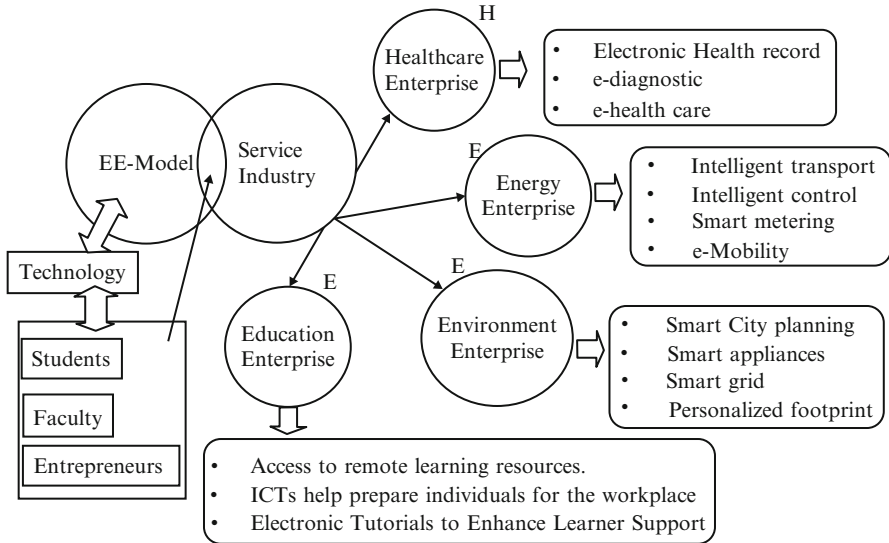 H
Healthcare
Enterprise
• Electronic Health record
• e-diagnostic
• e-health care
EE-Model
Service
Industry
E
Energy
Enterprise
• Intelligent transport
• Intelligent control
• Smart metering
• e-Mobility
Technology
E
Education
Enterprise
E
Environment
Enterprise
• Smart City planning
• Smart appliances
• Smart grid
• Personalized footprint
Students
Faculty
Entrepreneurs
• Access to remote learning resources.
• ICTs help prepare individuals for the workplace
• Electronic Tutorials to Enhance Learner Support